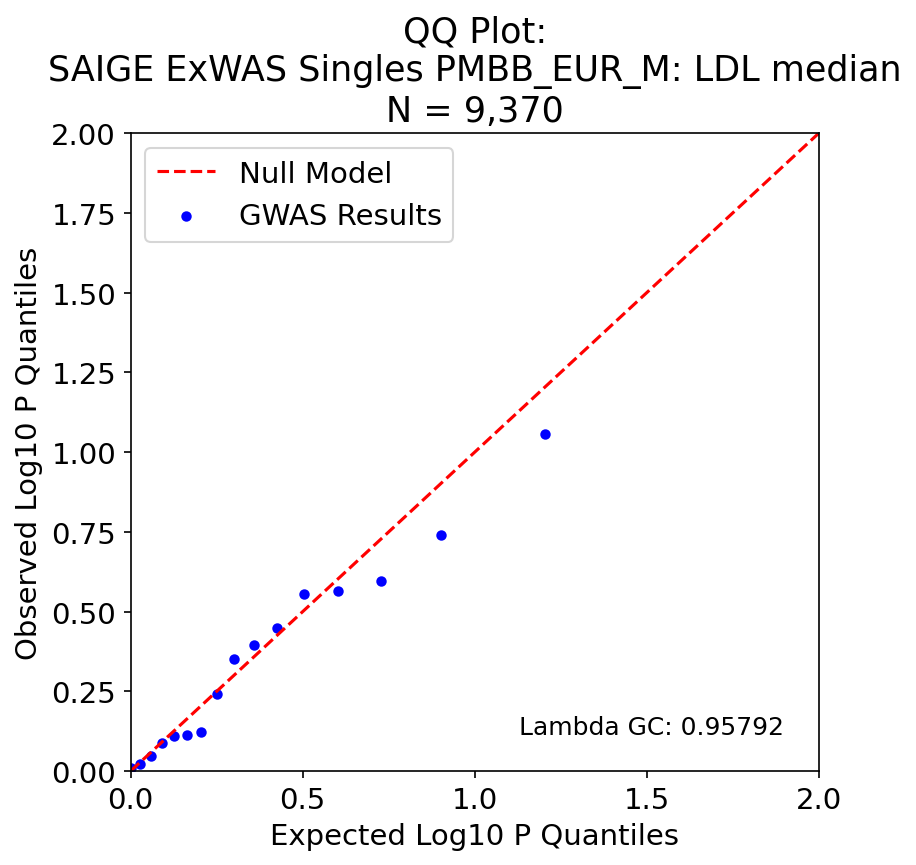 QQ Plot:
SAIGE ExWAS Singles PMBB_EUR_M: LDL median
N = 9,370
2.00
1.75
1.50
1.25
1.00
0.75
0.50
0.25
0.00
Observed Log10 P Quantiles
Null Model
GWAS Results
Lambda GC: 0.95792
0.0
0.5
1.0
1.5
2.0
Expected Log10 P Quantiles